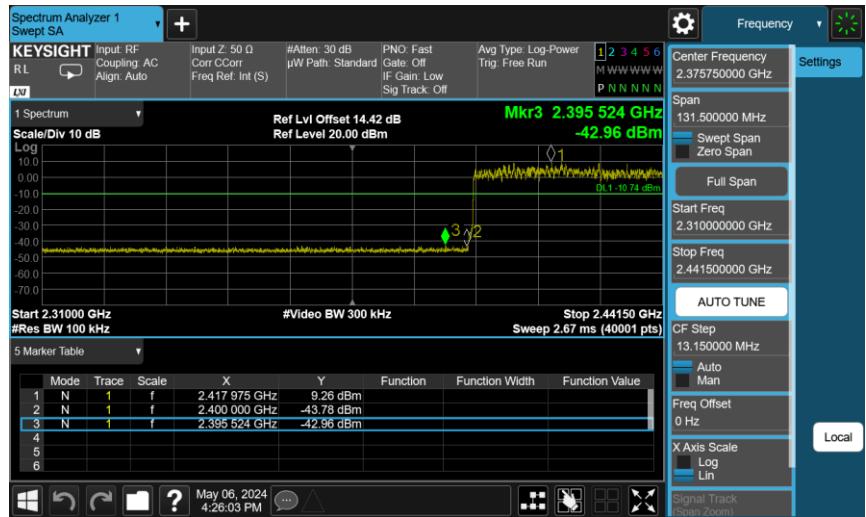 Spectrum Analyzer 1
Swept SA
+
Frequency
KEYSIGHT
RL
LXI
Input: RF
Coupling: AC
Align: Auto
Input Z: 50 Ω
Corr CCorr
Freq Ref: Int (S)
#Atten: 30 dB
µW Path: Standard
PNO: Fast
Gate: Off
IF Gain: Low
Sig Track: Off
Avg Type: Log-Power
Trig: Free Run
1 2 3 4 5 6
M W W W W W
P N N N N N
1 Spectrum
Scale/Div 10 dB
Ref Lvl Offset 14.42 dB
Ref Level 20.00 dBm
Mkr3 2.395 524 GHz
-42.96 dBm
Log
10.0
0.00
-10.0
-20.0
-30.0
-40.0
-50.0
-60.0
-70.0
1
DL1 -10.74 dBm
3
2
Start 2.31000 GHz
#Video BW 300 kHz
Stop 2.44150 GHz
#Res BW 100 kHz
Sweep 2.67 ms (40001 pts)
5 Marker Table
Mode Trace Scale X Y Function Function Width Function Value
1 N 1 f 2.417 975 GHz 9.26 dBm
2 N 1 f 2.400 000 GHz -43.78 dBm
3 N 1 f 2.395 524 GHz -42.96 dBm
4
5
6
Center Frequency
2.375750000 GHz
Settings
Span
131.500000 MHz
Swept Span
Zero Span
Full Span
Start Freq
2.310000000 GHz
Stop Freq
2.441500000 GHz
AUTO TUNE
CF Step
13.150000 MHz
Auto
Man
Freq Offset
0 Hz
X Axis Scale
Log
Lin
Signal Track
(Span Zoom)
Local
?
May 06, 2024
4:26:03 PM